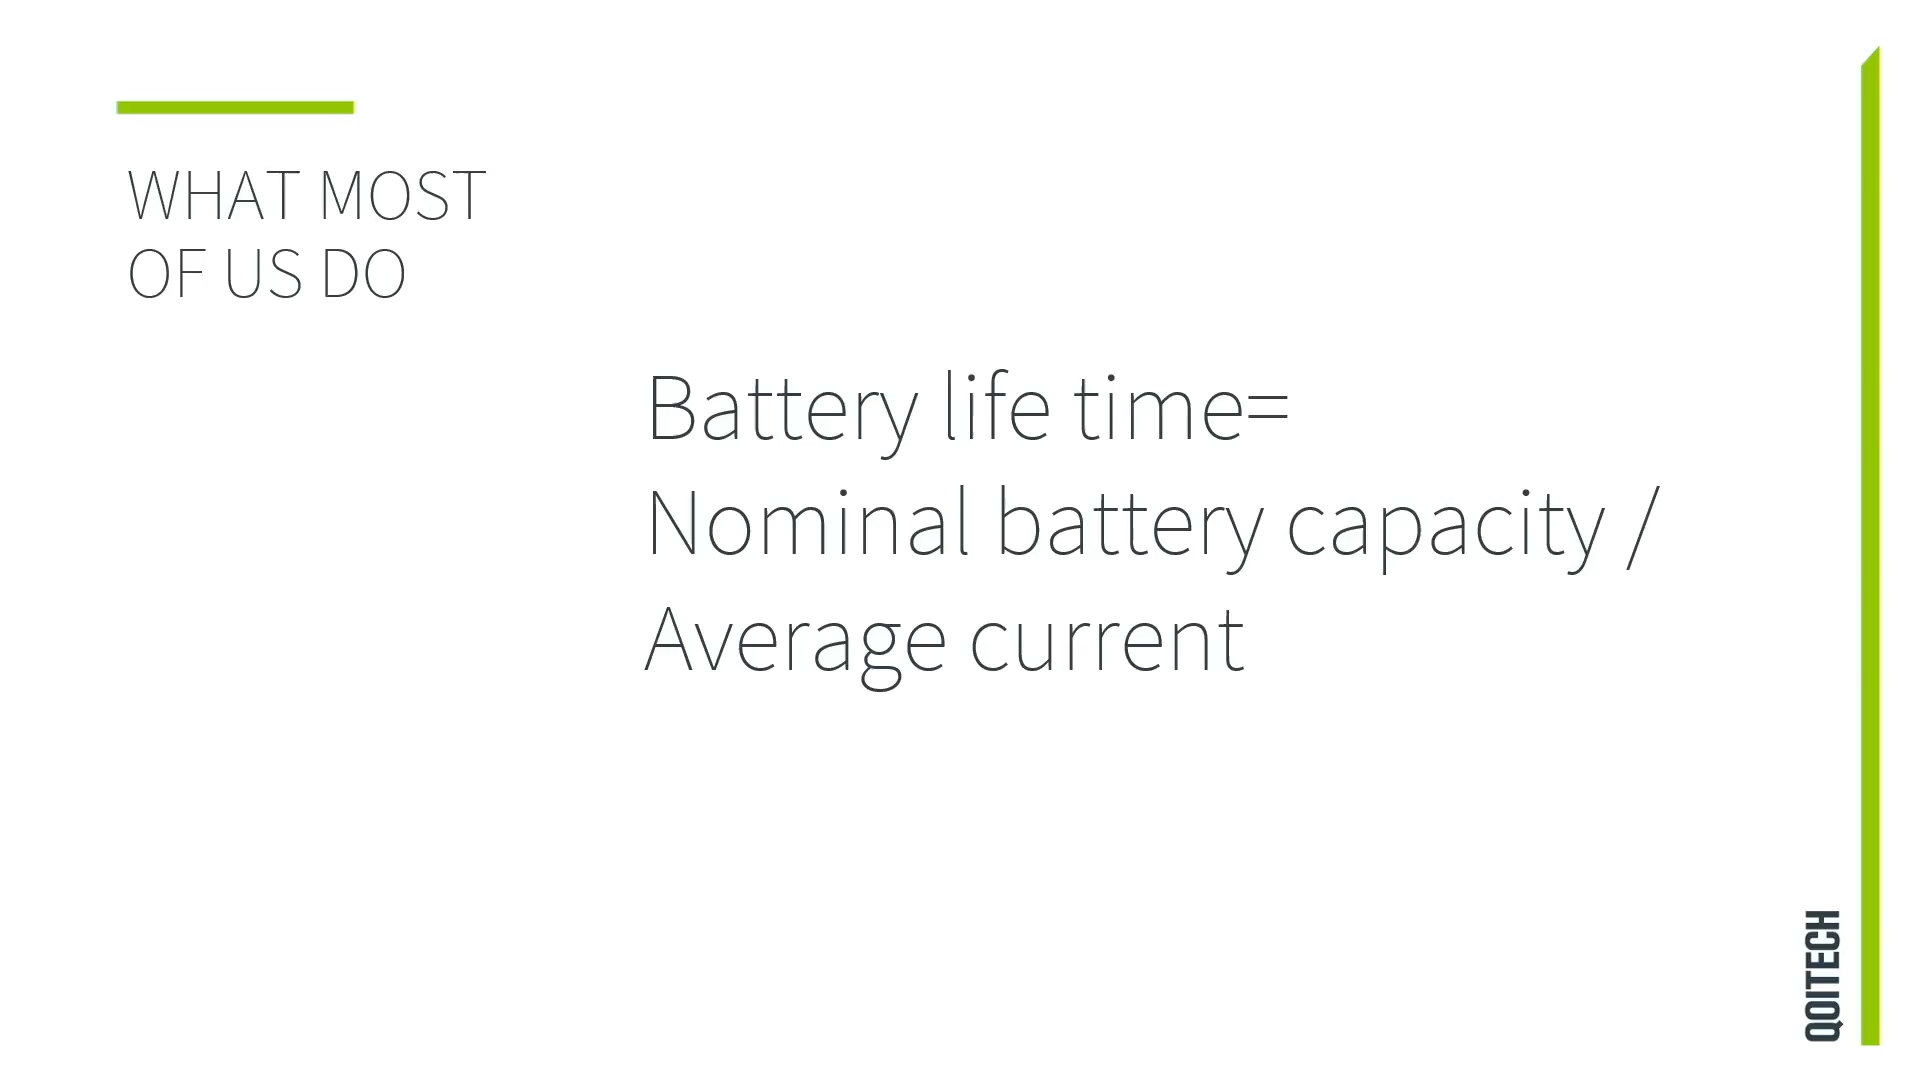 WHAT MOST
OF US DO
Battery life time=
Nominal battery capacity /
Average current
QOITECH